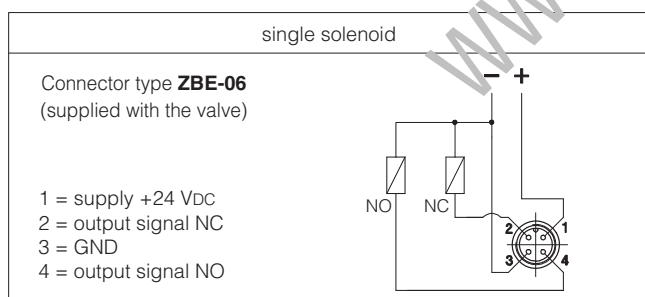 single solenoid
Connector type ZBE-06
(supplied with the valve)
1 = supply +24 VDC
2 = output signal NC
3 = GND
4 = output signal NO
− +
NO NC
2 1
3 4